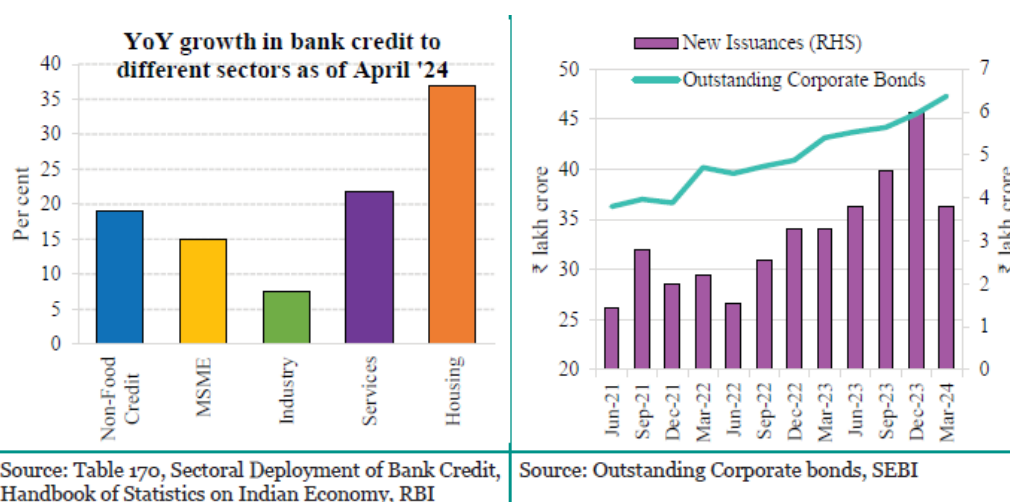 YoY growth in bank credit to
different sectors as of April '24
Per cent
40
35
30
25
20
15
10
5
0
Non-Food
Credit
MSME
Industry
Services
Housing
Source: Table 170, Sectoral Deployment of Bank Credit,
Handbook of Statistics on Indian Economy, RBI
New Issuances (RHS)
Outstanding Corporate Bonds
₹ lakh crore
50
45
40
35
30
25
20
7
6
5
4
3
2
1
0
₹ lakh crore
Jun-21
Sep-21
Dec-21
Mar-22
Jun-22
Sep-22
Dec-22
Mar-23
Jun-23
Sep-23
Dec-23
Mar-24
Source: Outstanding Corporate bonds, SEBI